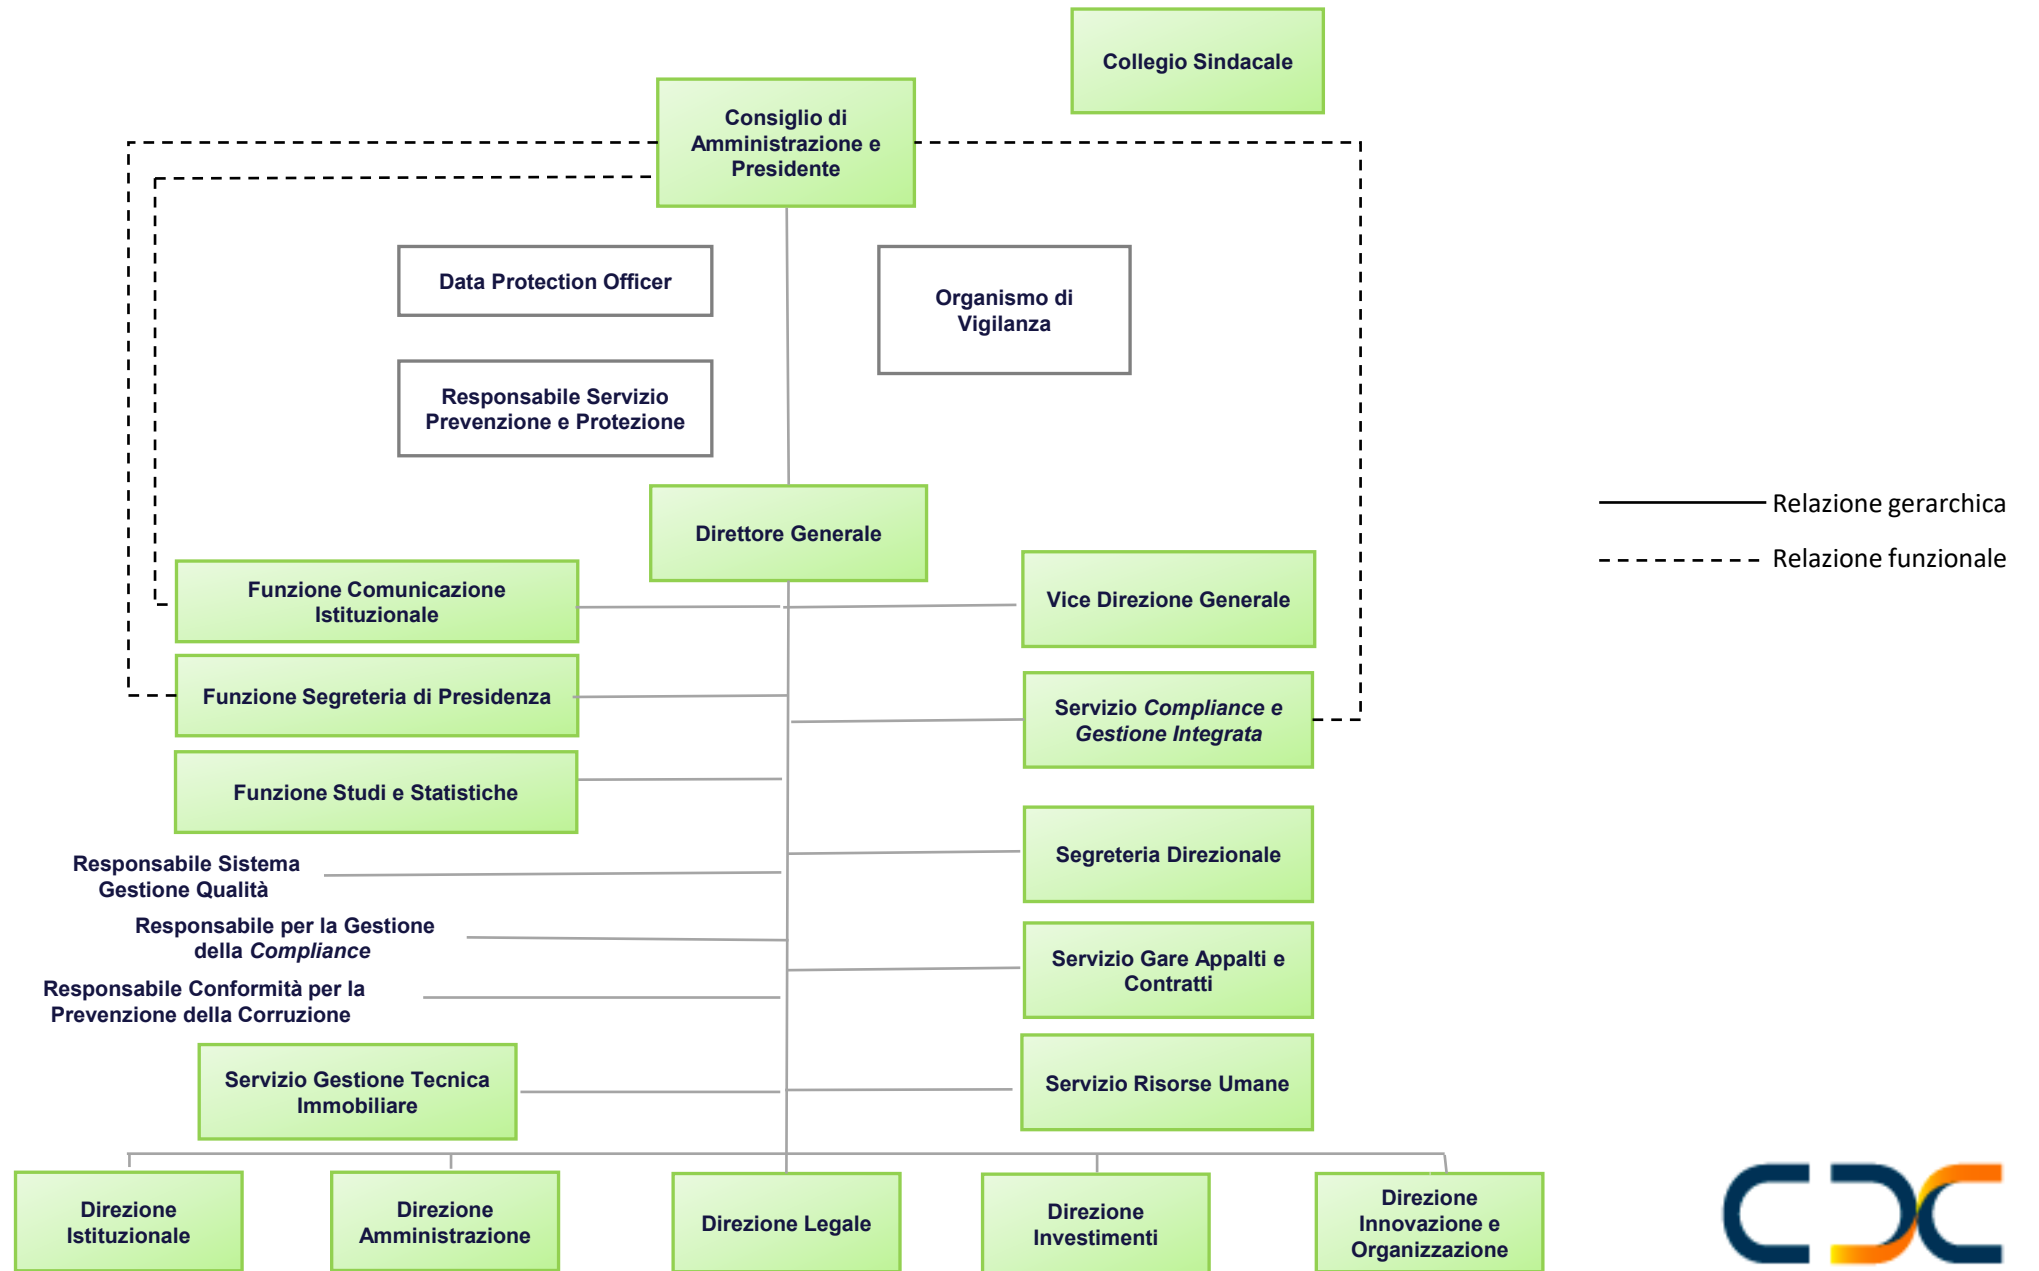 Collegio Sindacale
Consiglio di
Amministrazione e
Presidente
Data Protection Officer
Organismo di
Vigilanza
Responsabile Servizio
Prevenzione e Protezione
Relazione gerarchica
Relazione funzionale
Direttore Generale
Funzione Comunicazione
Istituzionale
Vice Direzione Generale
Funzione Segreteria di Presidenza
Servizio Compliance e
Gestione Integrata
Funzione Studi e Statistiche
Segreteria Direzionale
Responsabile Sistema
Gestione Qualità
Responsabile per la Gestione
della Compliance
Servizio Gare Appalti e
Contratti
Responsabile Conformità per la
Prevenzione della Corruzione
Servizio Gestione Tecnica
Immobiliare
Servizio Risorse Umane
Direzione
Istituzionale
Direzione
Amministrazione
Direzione Legale
Direzione
Investimenti
Direzione
Innovazione e
Organizzazione
CDC